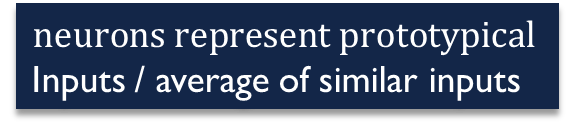 neurons represent prototypical
Inputs / average of similar inputs